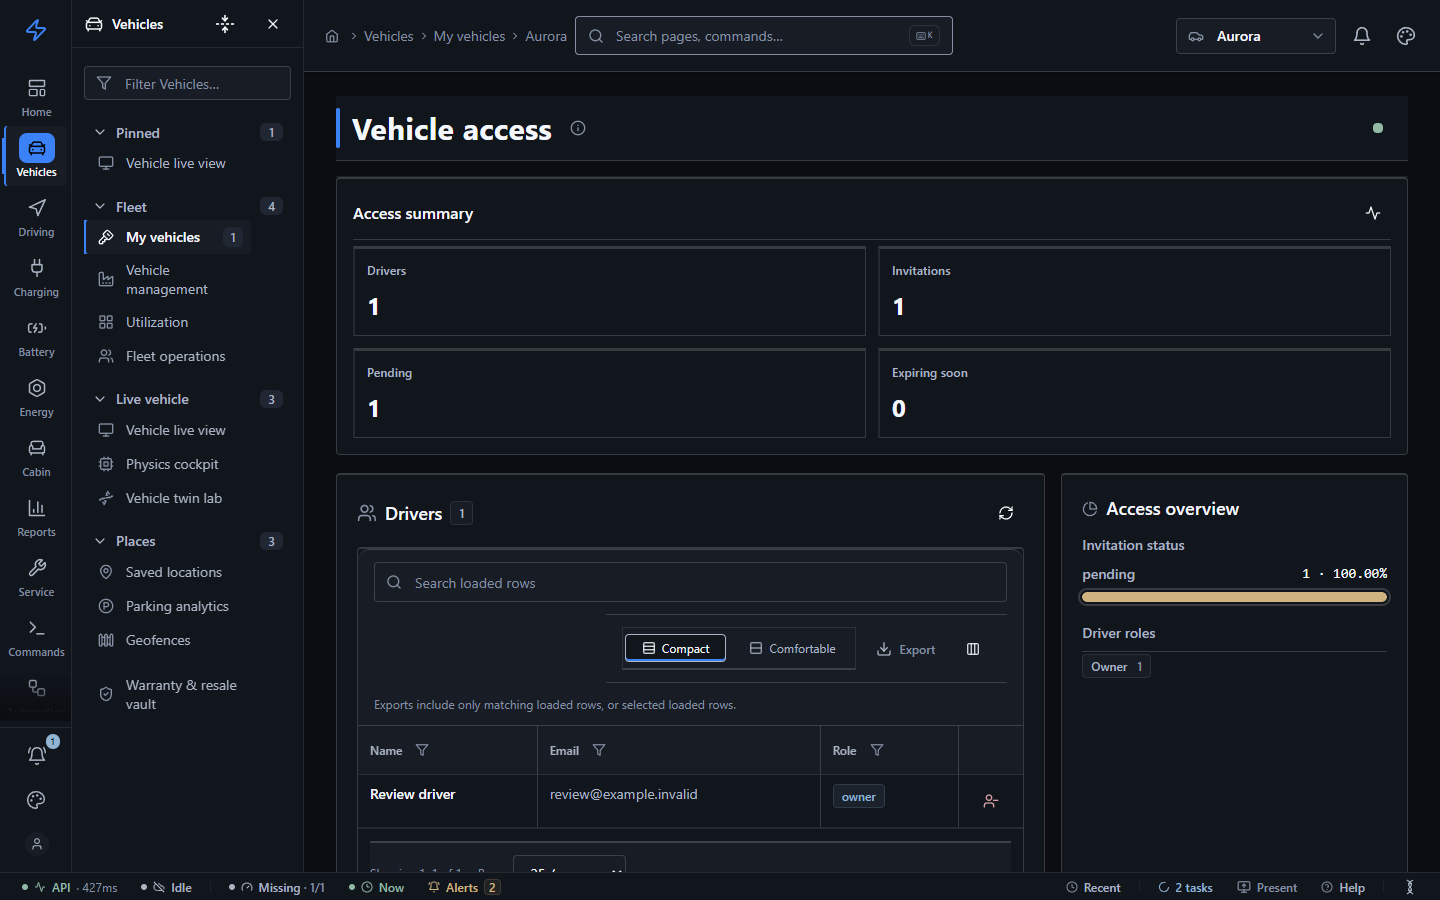 Home
Vehicles
Driving
Charging
Battery
Energy
Cabin
Reports
Service
Commands
1
Vehicles
Filter Vehicles...
Pinned 1
Vehicle live view
Fleet 4
My vehicles 1
Vehicle
management
Utilization
Fleet operations
Live vehicle 3
Vehicle live view
Physics cockpit
Vehicle twin lab
Places 3
Saved locations
Parking analytics
Geofences
Warranty & resale
vault
Vehicles > My vehicles > Aurora
Search pages, commands... K
Aurora
Vehicle access
Access summary
Drivers
1
Invitations
1
Pending
1
Expiring soon
0
Drivers 1
Search loaded rows
Compact Comfortable Export
Exports include only matching loaded rows, or selected loaded rows.
Name Email Role
Review driver review@example.invalid owner
Access overview
Invitation status
pending 1 · 100.00%
Driver roles
Owner 1
API · 427ms Idle Missing · 1/1 Now Alerts 2
Recent 2 tasks Present Help